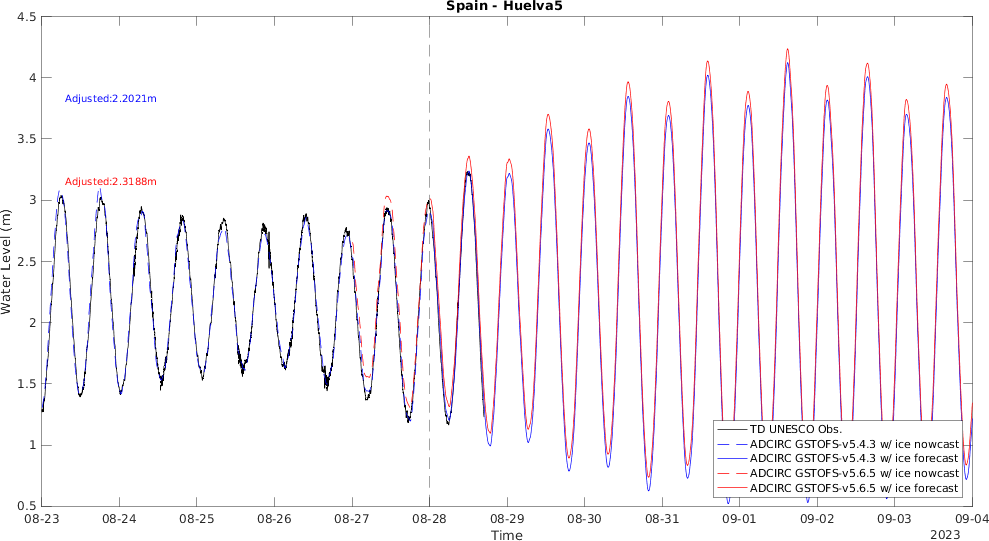 Spain - Huelva5
4.5
4
3.5
3
2.5
2
1.5
1
0.5
Water Level (m)
Adjusted:2.2021m
Adjusted:2.3188m
TD UNESCO Obs.
ADCIRC GSTOFS-v5.4.3 w/ ice nowcast
ADCIRC GSTOFS-v5.4.3 w/ ice forecast
ADCIRC GSTOFS-v5.6.5 w/ ice nowcast
ADCIRC GSTOFS-v5.6.5 w/ ice forecast
08-23 08-24 08-25 08-26 08-27 08-28 08-29 08-30 08-31 09-01 09-02 09-03 09-04
Time
2023